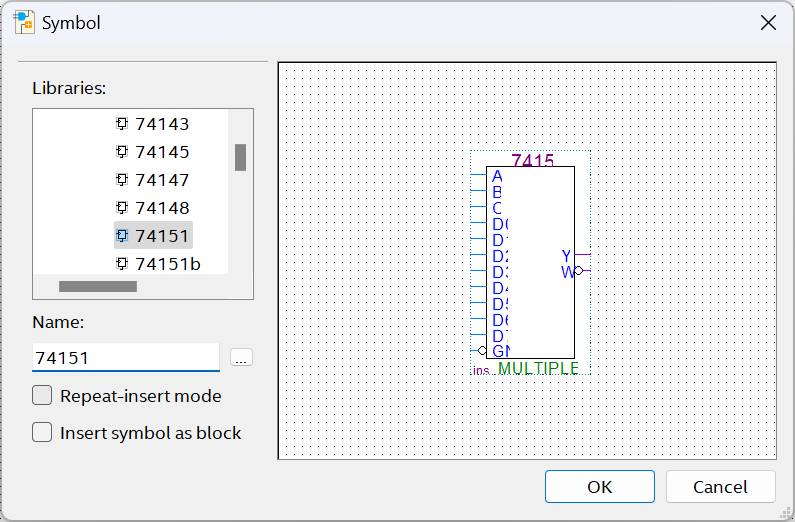 Symbol
Libraries:
74143
74145
74147
74148
74151
74151b
Name:
74151
...
Repeat-insert mode
Insert symbol as block
7415
A
B
C
D0
D1
D2
D3
D4
D5
D6
D7
GN
Y
W
ins
MULTIPLE
OK
Cancel